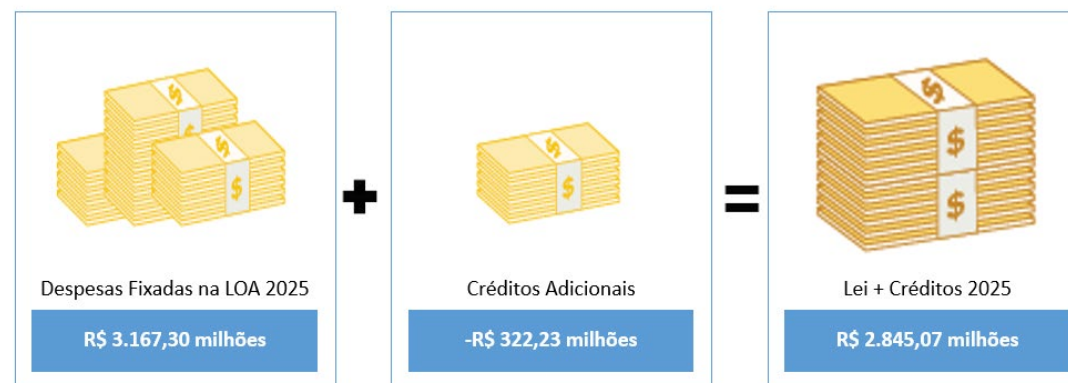 $ $ $ $
+ =
$ $ $
Despesas Fixadas na LOA 2025
R$ 3.167,30 milhões
Créditos Adicionais
-R$ 322,23 milhões
Lei + Créditos 2025
R$ 2.845,07 milhões